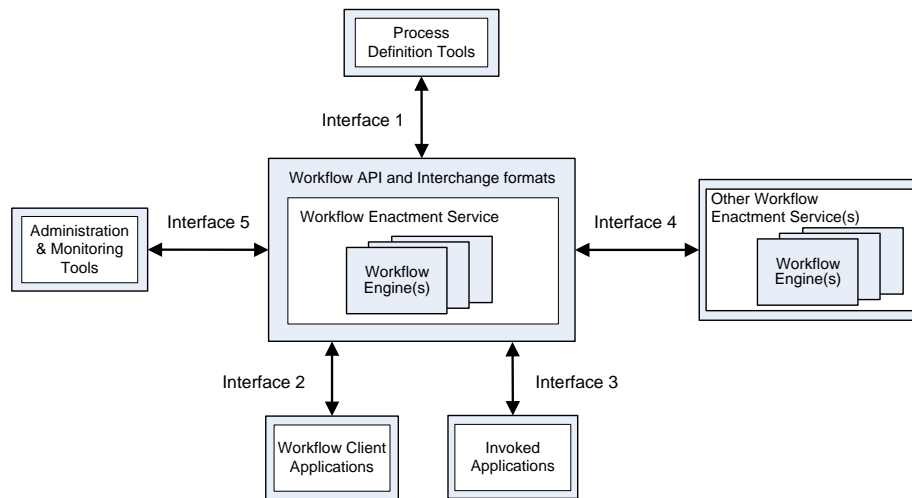 Process
Definition Tools
Interface 1
Workflow API and Interchange formats
Workflow Enactment Service
Workflow
Engine(s)
Interface 5
Administration
& Monitoring
Tools
Interface 4
Other Workflow
Enactment Service(s)
Workflow
Engine(s)
Interface 2
Interface 3
Workflow Client
Applications
Invoked
Applications